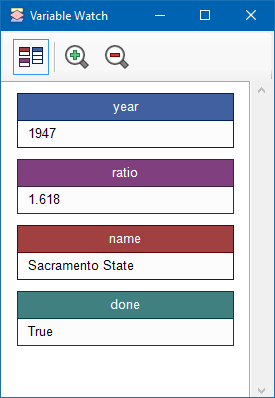 Variable Watch
year
1947
ratio
1.618
name
Sacramento State
done
True